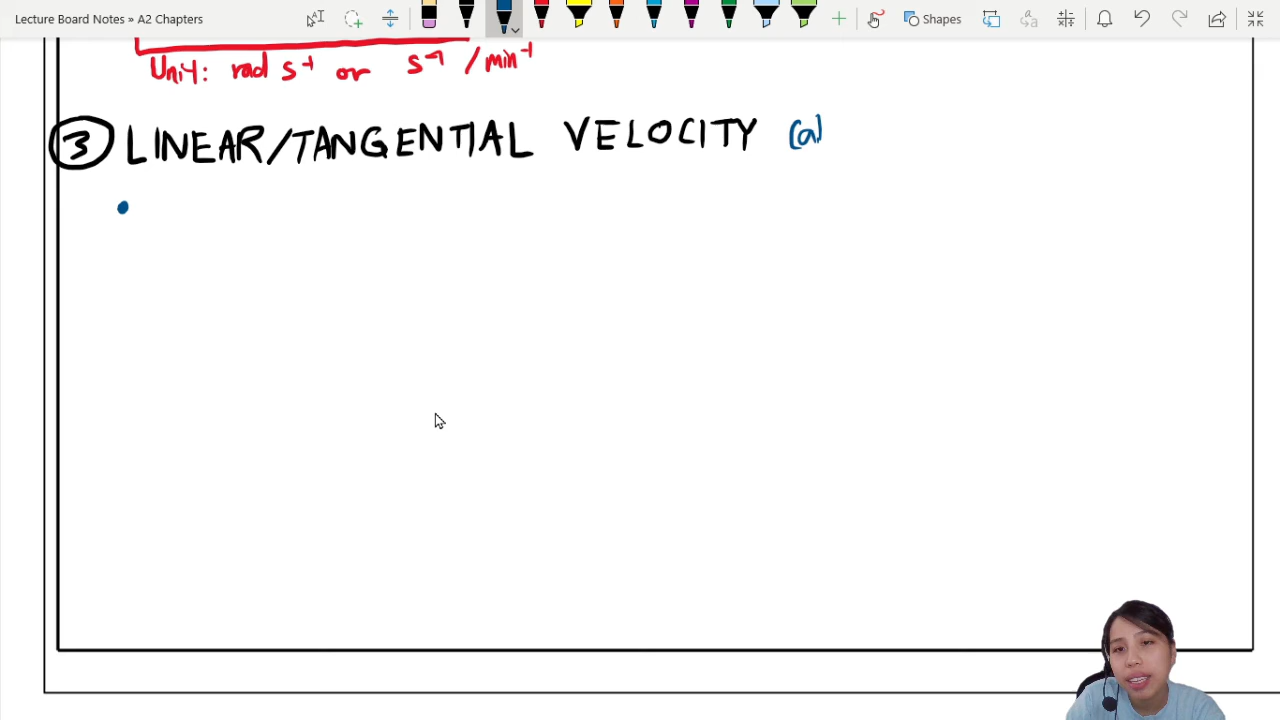 Lecture Board Notes » A2 Chapters
Shapes
Unit: rad s⁻¹ or s⁻¹ / min⁻¹
③ LINEAR/TANGENTIAL VELOCITY (a)
•